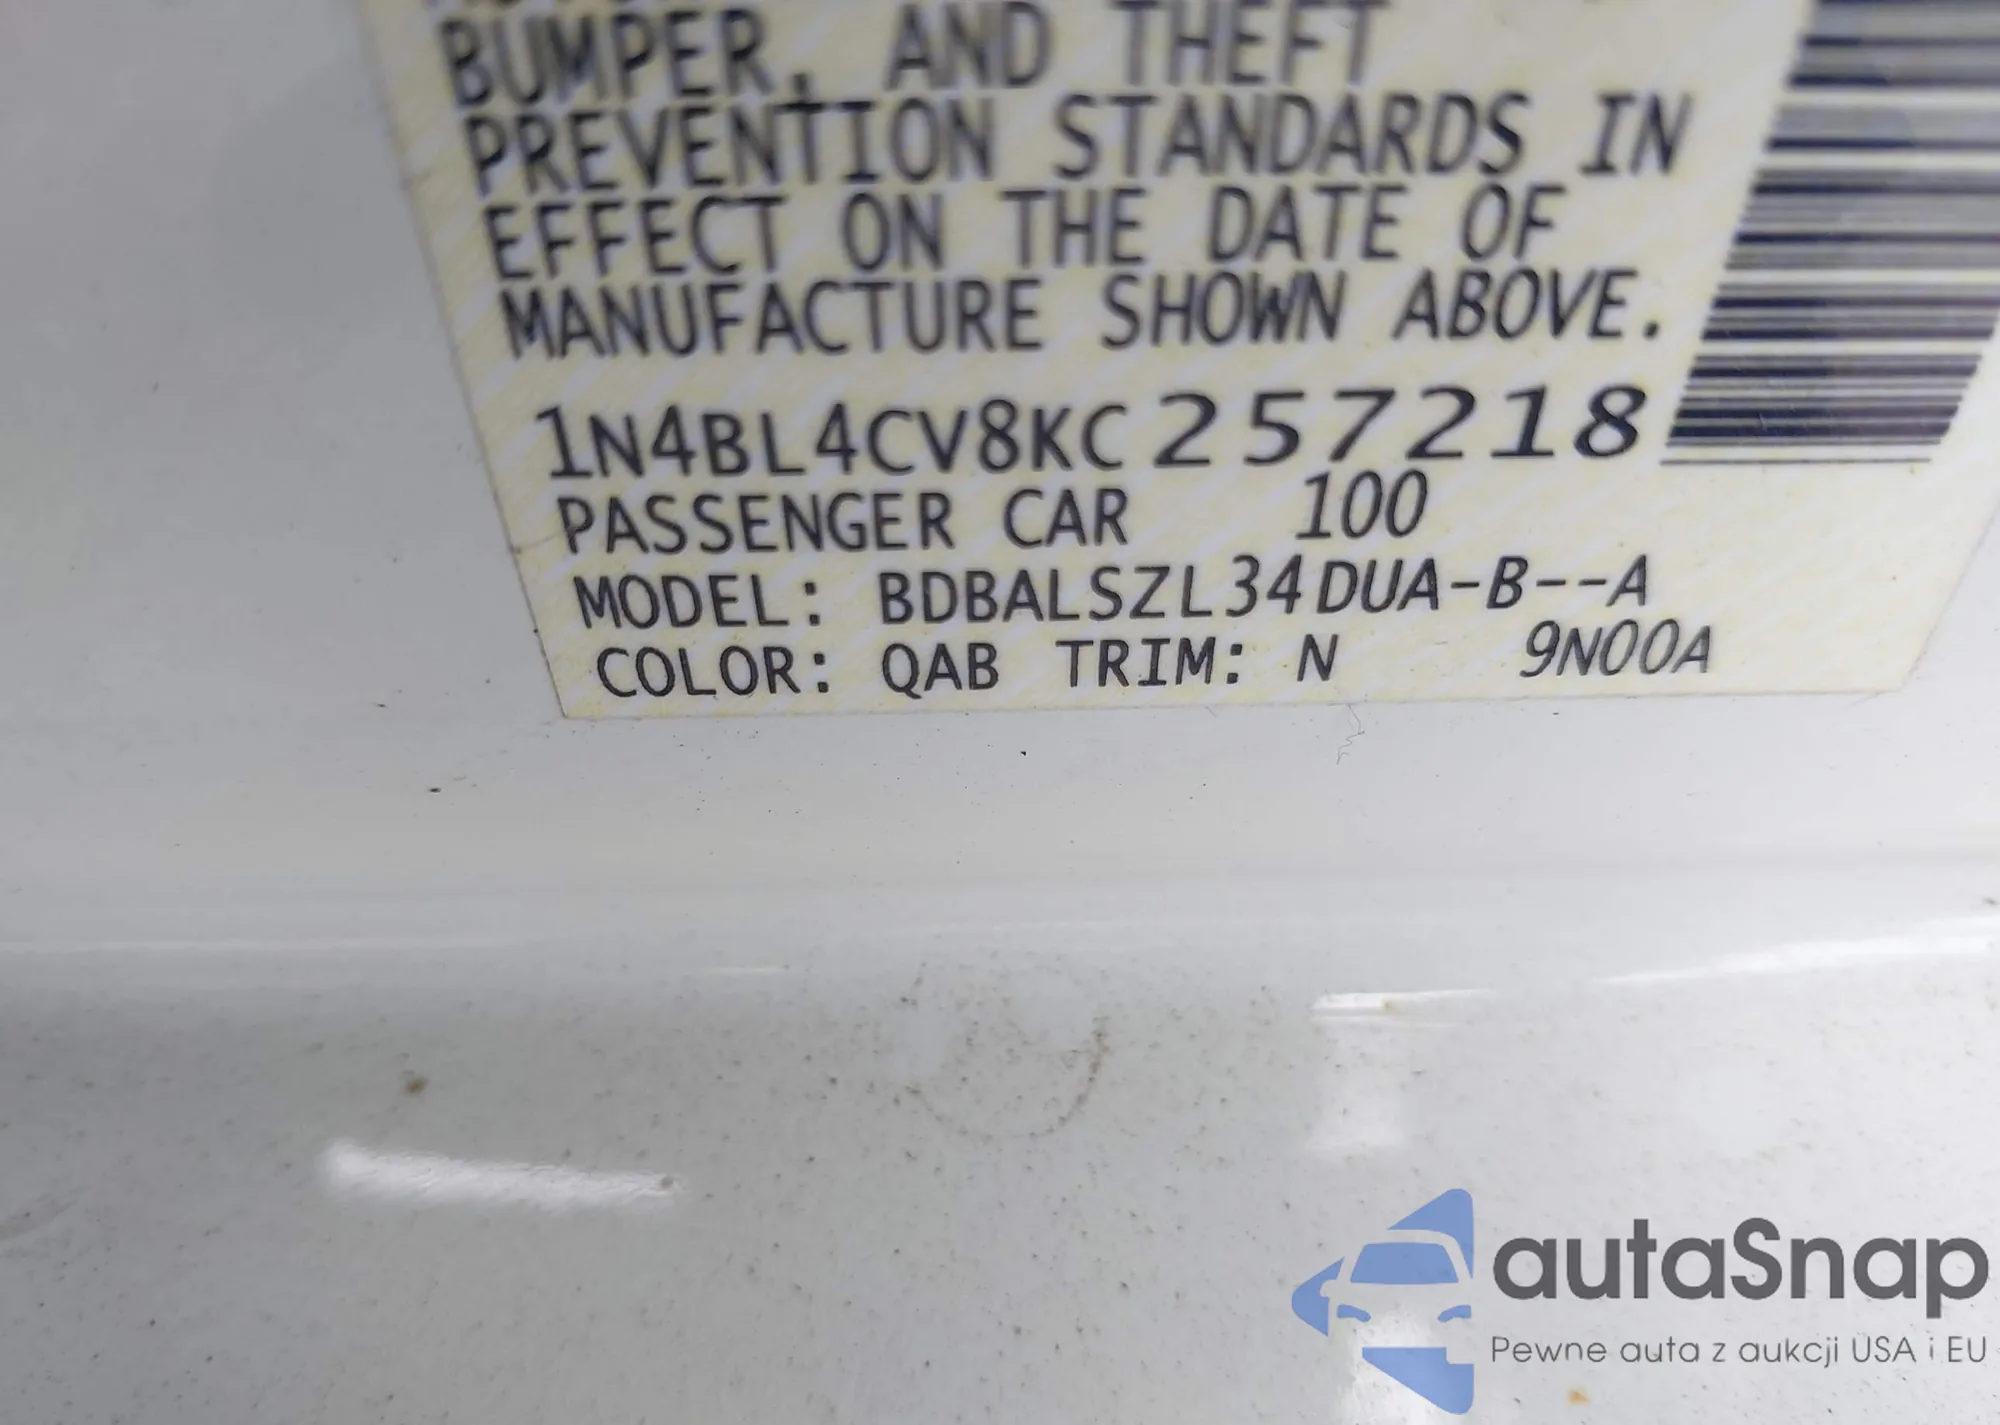 BUMPER, AND THEFT
PREVENTION STANDARDS IN
EFFECT ON THE DATE OF
MANUFACTURE SHOWN ABOVE.
1N4BL4CV8KC257218
PASSENGER CAR 100
MODEL: BDBALSZL34DUA-B--A
COLOR: QAB TRIM: N 9N00A
autaSnap
Pewne auta z aukcji USA i EU